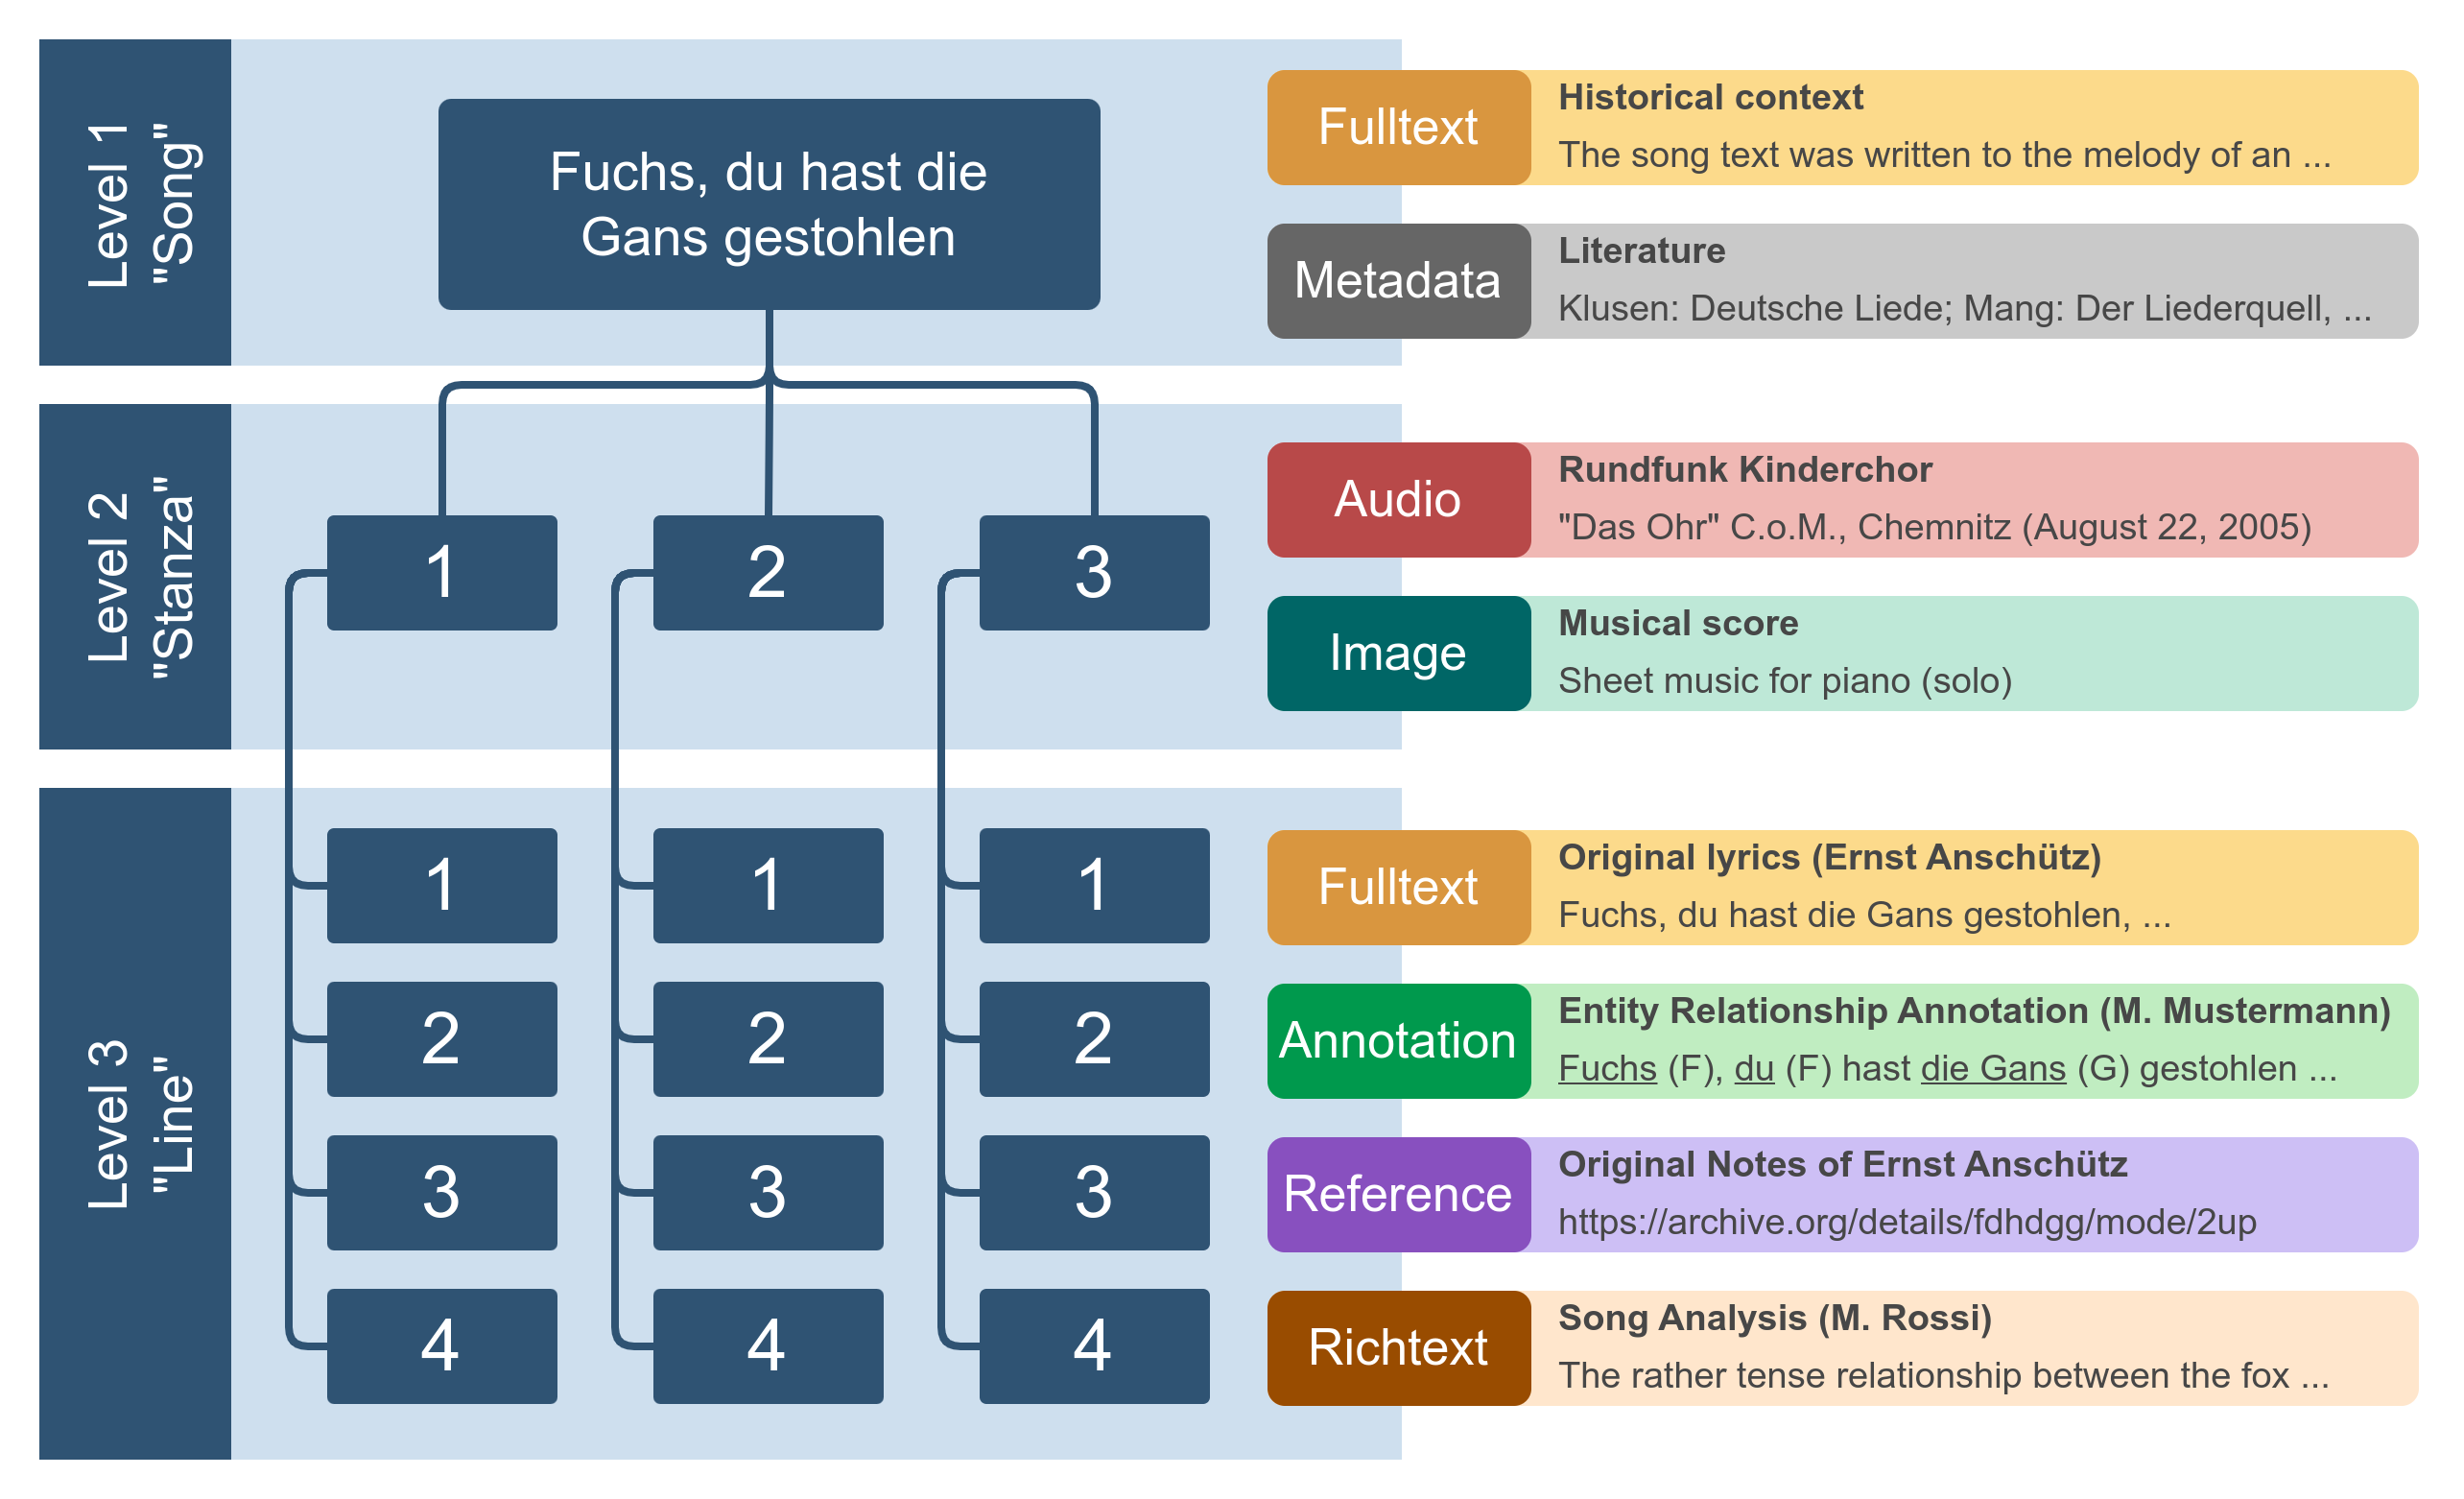 Level 1
"Song"
Fuchs, du hast die
Gans gestohlen
Fulltext
Historical context
The song text was written to the melody of an ...
Metadata
Literature
Klusen: Deutsche Liede; Mang: Der Liederquell, ...
Level 2
"Stanza"
1
2
3
Audio
Rundfunk Kinderchor
"Das Ohr" C.o.M., Chemnitz (August 22, 2005)
Image
Musical score
Sheet music for piano (solo)
Level 3
"Line"
1
1
1
Fulltext
Original lyrics (Ernst Anschütz)
Fuchs, du hast die Gans gestohlen, ...
2
2
2
Annotation
Entity Relationship Annotation (M. Mustermann)
Fuchs (F), du (F) hast die Gans (G) gestohlen ...
3
3
3
Reference
Original Notes of Ernst Anschütz
https://archive.org/details/fdhdgg/mode/2up
4
4
4
Richtext
Song Analysis (M. Rossi)
The rather tense relationship between the fox ...